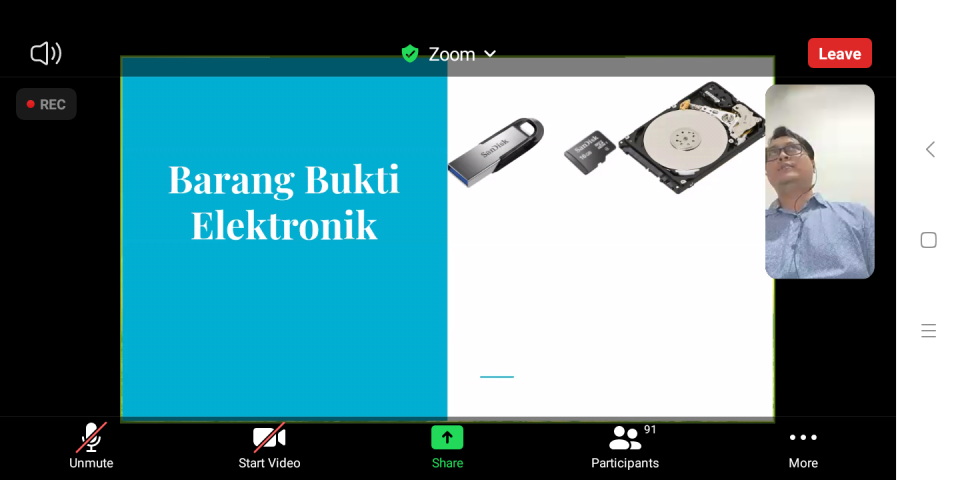 Zoom
Leave
REC
Barang Bukti
Elektronik
SanDisk
SanDisk
Unmute
Start Video
Share
Participants
91
More